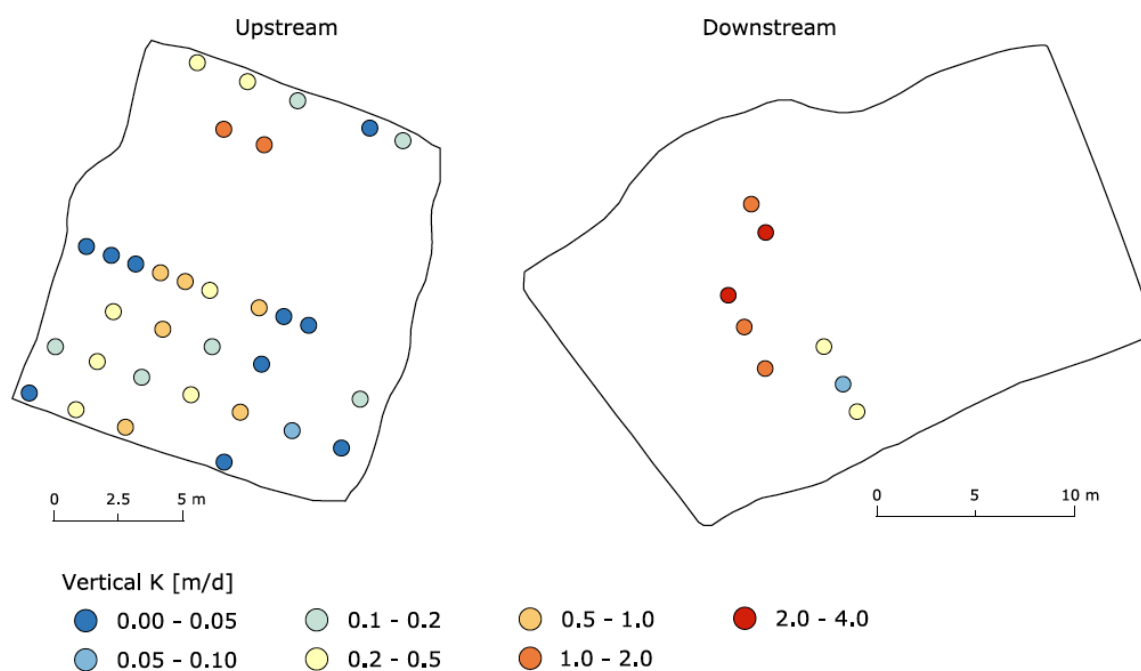 Upstream
Downstream
0 2.5 5 m
0 5 10 m
Vertical K [m/d]
0.00 - 0.05
0.1 - 0.2
0.5 - 1.0
2.0 - 4.0
0.05 - 0.10
0.2 - 0.5
1.0 - 2.0